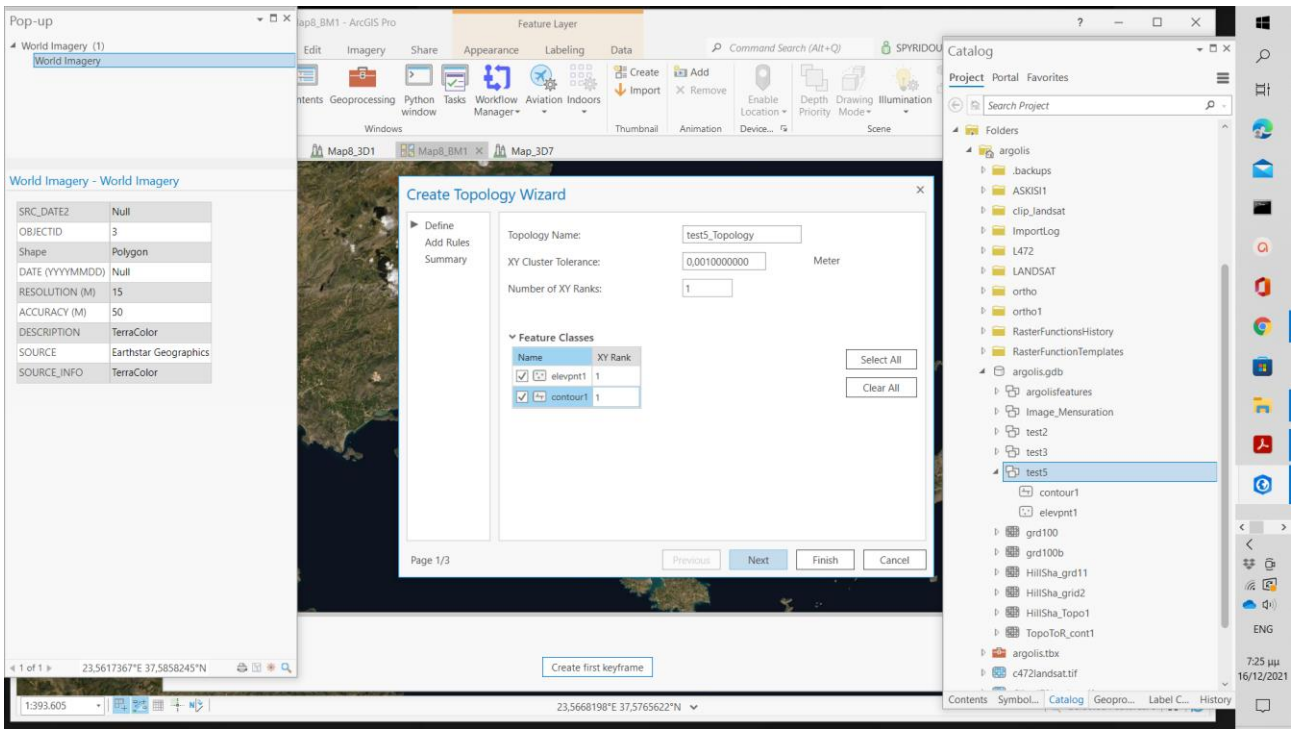 Pop-up
World Imagery (1)
World Imagery
World Imagery - World Imagery
SRC_DATE2 Null
OBJECTID 3
Shape Polygon
DATE (YYYYMMDD) Null
RESOLUTION (M) 15
ACCURACY (M) 50
DESCRIPTION TerraColor
SOURCE Earthstar Geographics
SOURCE_INFO TerraColor
1 of 1 23,5617367°E 37,5858245°N
1:393.605
ap8_BM1 - ArcGIS Pro
Feature Layer
Command Search (Alt+Q)
SPYRIDOU
Edit Imagery Share Appearance Labeling Data
ntents Geoprocessing Python window Tasks Workflow Manager Aviation Indoors
Windows
Create
Import
Thumbnail
Add
Remove
Animation
Enable Location
Device...
Depth Priority Drawing Mode Illumination
Scene
Map8_3D1 Map8_BM1 Map_3D7
Create Topology Wizard
Define
Add Rules
Summary
Topology Name: test5_Topology
XY Cluster Tolerance: 0,0010000000 Meter
Number of XY Ranks: 1
Feature Classes
Name XY Rank
elevpnt1 1
contour1 1
Select All
Clear All
Page 1/3
Previous Next Finish Cancel
Create first keyframe
23,5668198°E 37,5765622°N
Catalog
Project Portal Favorites
Search Project
Folders
argolis
.backups
ASKISI1
clip_landsat
ImportLog
L472
LANDSAT
ortho
ortho1
RasterFunctionsHistory
RasterFunctionTemplates
argolis.gdb
argolisfeatures
Image_Mensuration
test2
test3
test5
contour1
elevpnt1
grd100
grd100b
HillSha_grd11
HillSha_grid2
HillSha_Topo1
TopoToR_cont1
argolis.tbx
c472landsat.tif
Contents Symbol... Catalog Geopro... Label C... History
ENG
7:25 μμ
16/12/2021